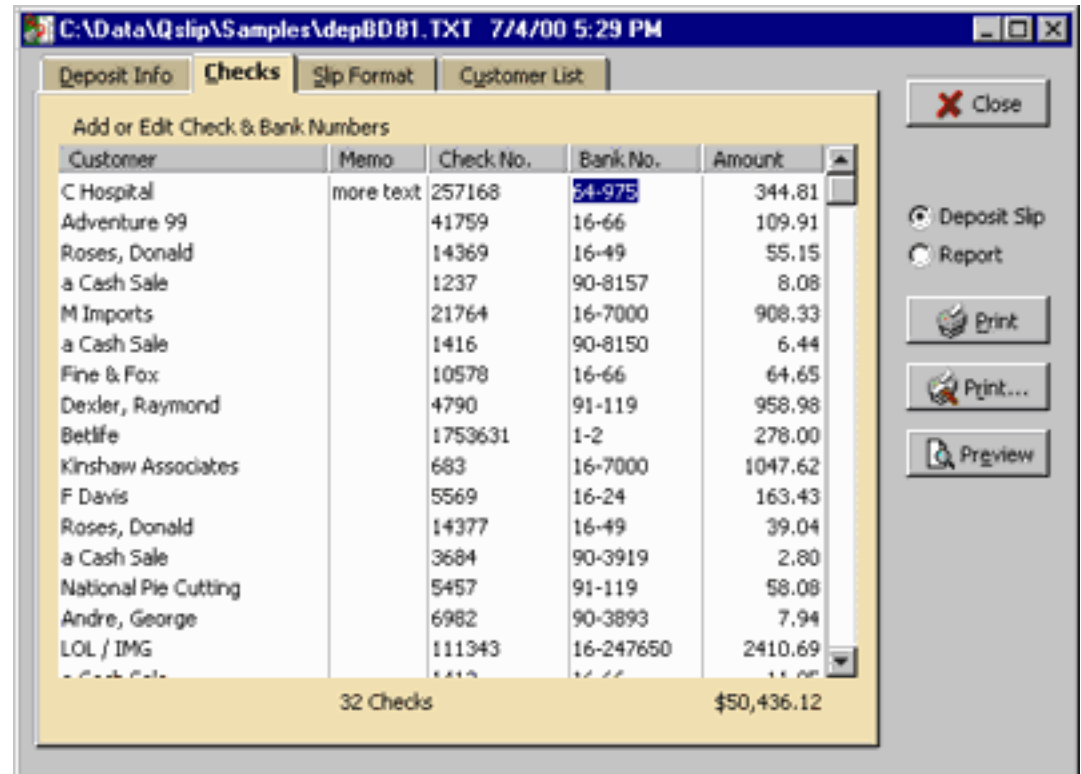 C:\Data\Qslip\Samples\depBD81.TXT 7/4/00 5:29 PM
Deposit Info Checks Slip Format Customer List
Close
Add or Edit Check & Bank Numbers
Customer Memo Check No. Bank No. Amount
C Hospital more text 257168 64-975 344.81
Adventure 99 41759 16-66 109.91
Deposit Slip
Roses, Donald 14369 16-49 55.15
Report
a Cash Sale 1237 90-8157 8.08
M Imports 21764 16-7000 908.33
Print
a Cash Sale 1416 90-8150 6.44
Fine & Fox 10578 16-66 64.65
Print...
Dexler, Raymond 4790 91-119 958.98
Betlife 1753631 1-2 278.00
Preview
Kinshaw Associates 683 16-7000 1047.62
F Davis 5569 16-24 163.43
Roses, Donald 14377 16-49 39.04
a Cash Sale 3684 90-3919 2.80
National Pie Cutting 5457 91-119 58.08
Andre, George 6982 90-3893 7.94
LOL / IMG 111343 16-247650 2410.69
a Cash Sale
32 Checks $50,436.12